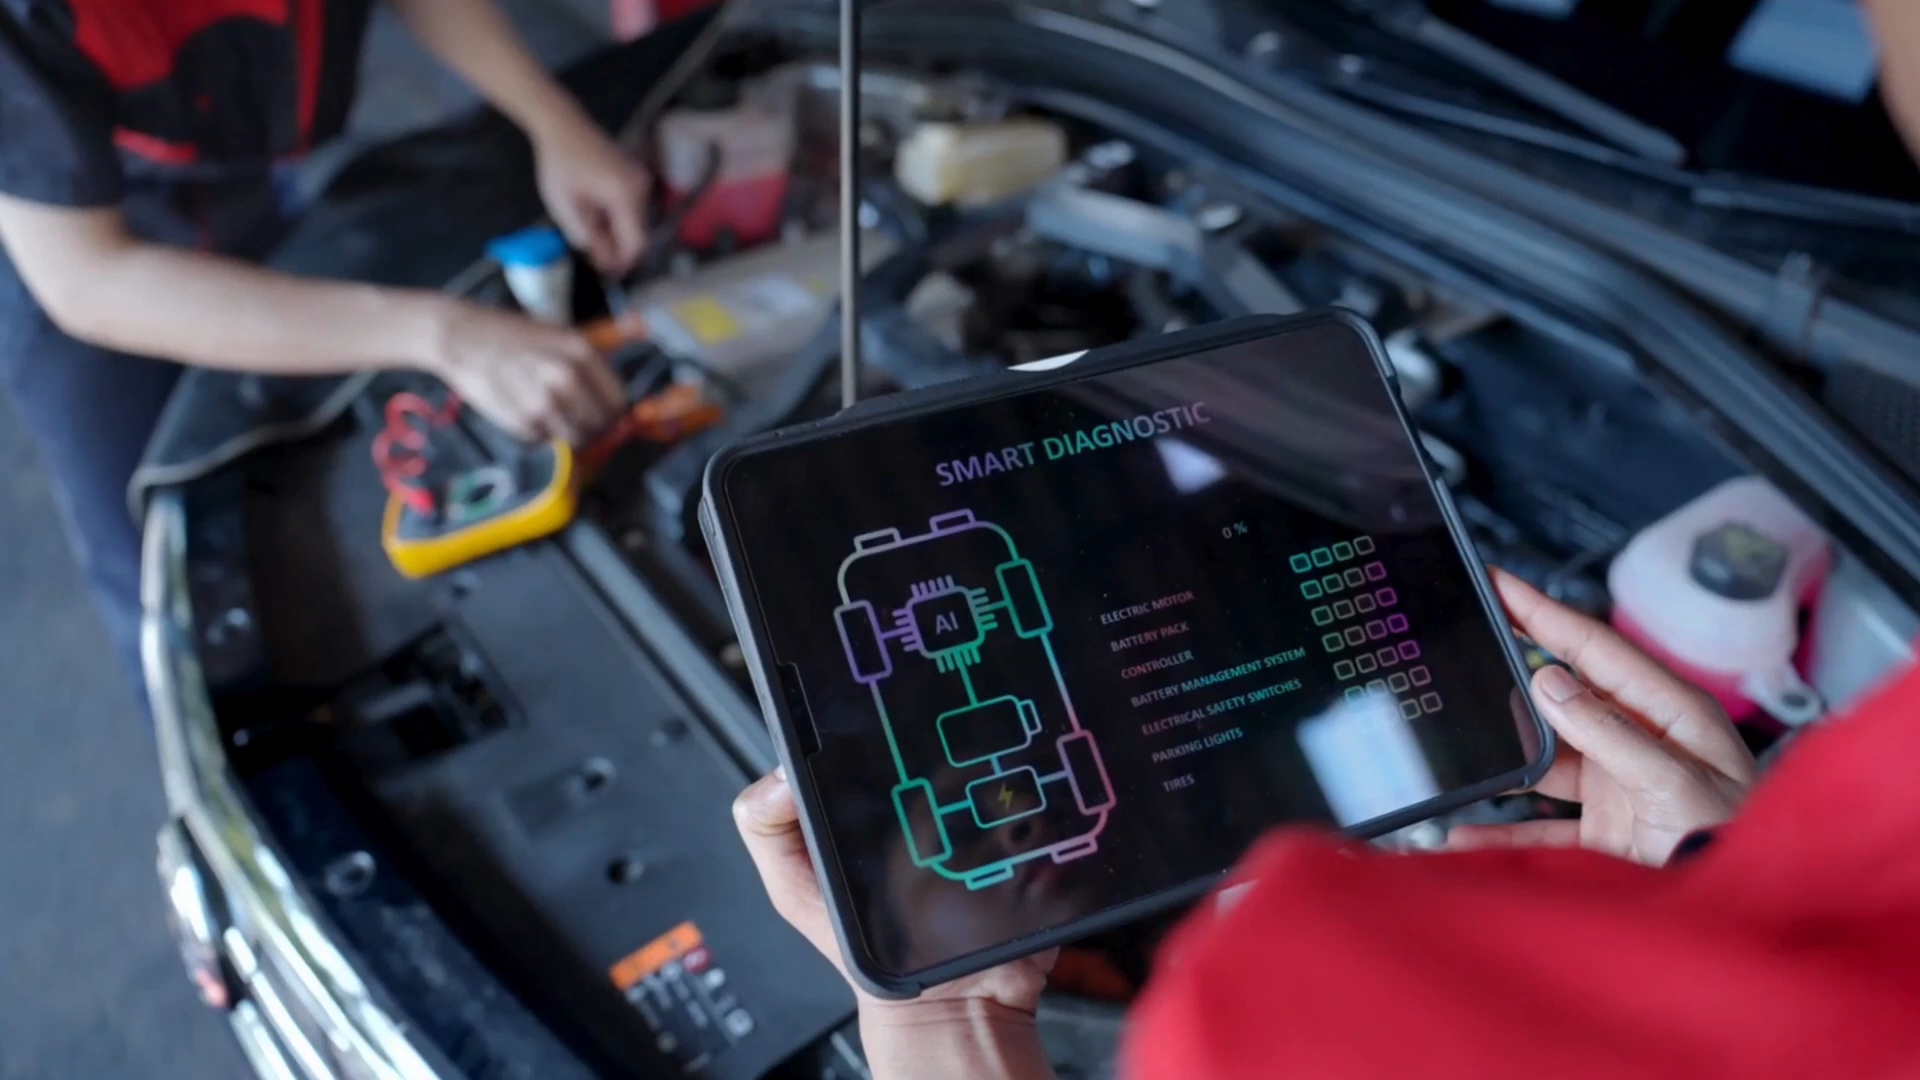 SMART DIAGNOSTIC
0 %
AI
ELECTRIC MOTOR
BATTERY PACK
CONTROLLER
BATTERY MANAGEMENT SYSTEM
ELECTRICAL SAFETY SWITCHES
PARKING LIGHTS
TIRES